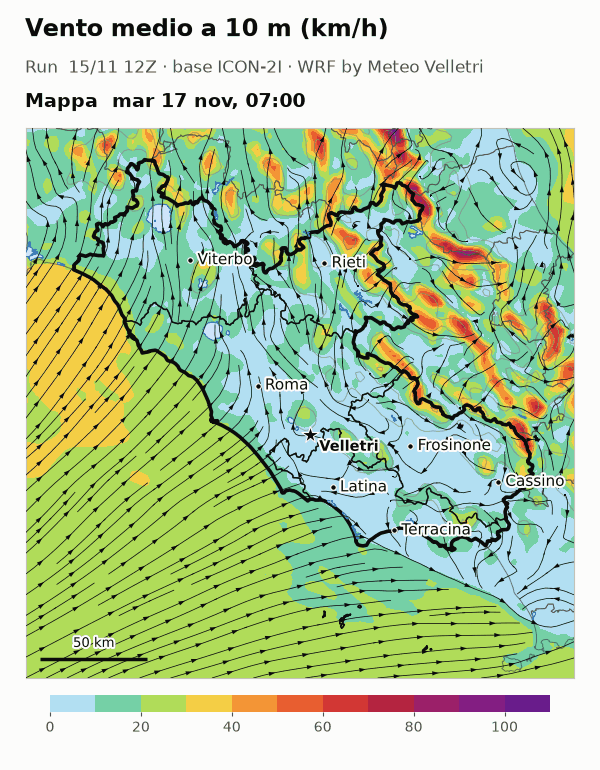 Vento medio a 10 m (km/h)
Run  15/11 12Z · base ICON-2I · WRF by Meteo Velletri
Mappa  mar 17 nov, 07:00
Viterbo
Rieti
Roma
Velletri
Frosinone
Latina
Cassino
Terracina
50 km
0 20 40 60 80 100